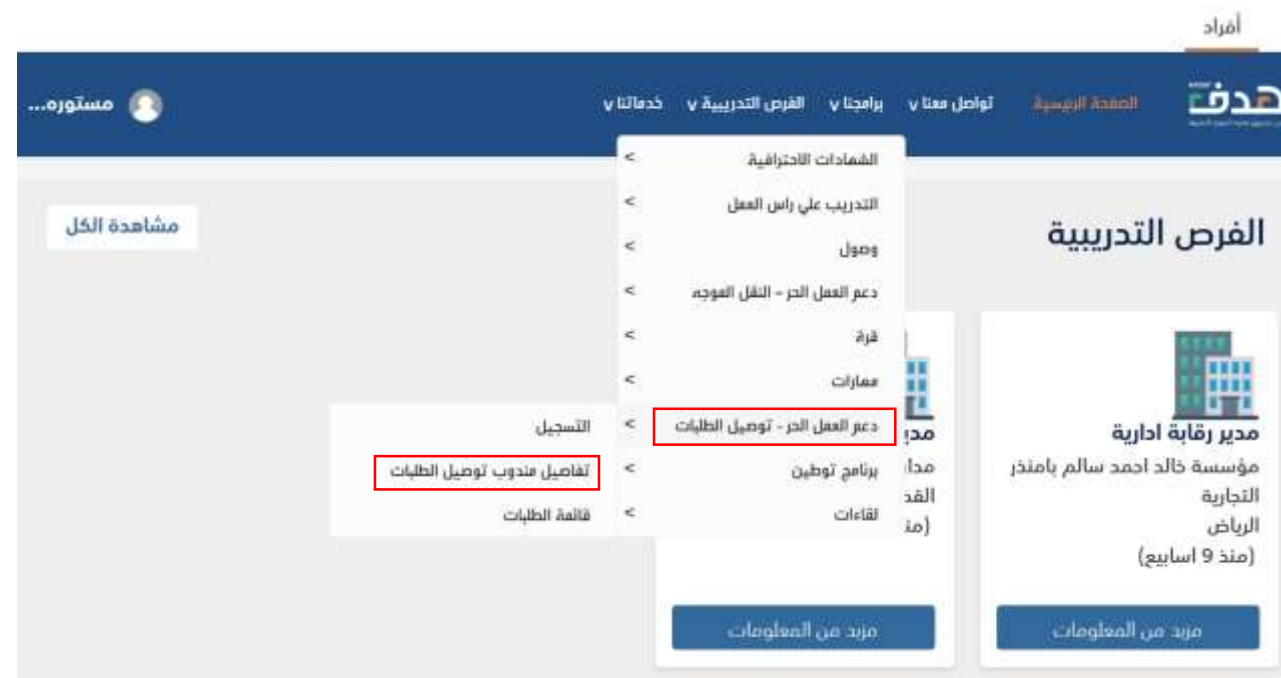 أفراد
هدف
الصفحة الرئيسية
تواصل معنا v
برامجنا v
الفرص التدريبية v
خدماتنا v
مستوره...
الشهادات الاحترافية >
التدريب علي راس العمل >
وصول >
دعم العمل الحر - النقل الموجه >
قرة >
مهارات >
دعم العمل الحر - توصيل الطلبات >
برنامج توطين >
لقاءات >
التسجيل
تفاصيل مندوب توصيل الطلبات
قائمة الطلبات
الفرص التدريبية
مشاهدة الكل
مدير رقابة ادارية
مؤسسة خالد احمد سالم بامنذر
التجارية
الرياض
(منذ 9 اسابيع)
مزيد من المعلومات
مزيد من المعلومات